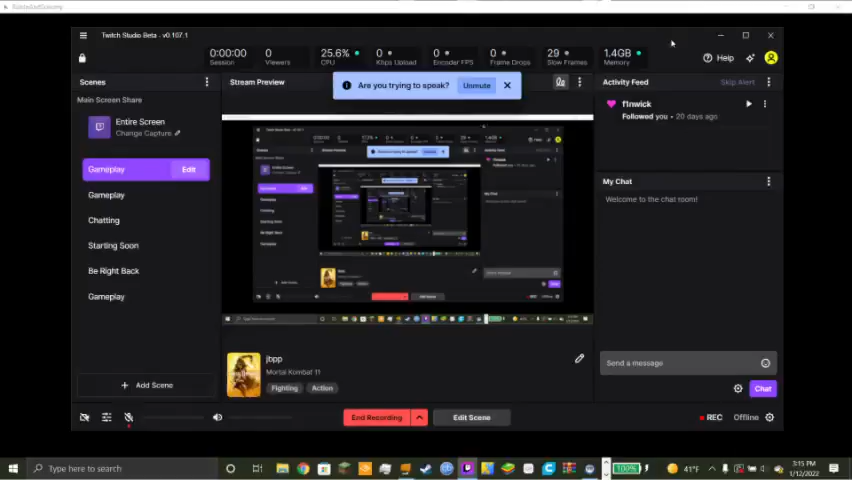 Twitch Studio Beta - v0.107.1
0:00:00
Session
0
Viewers
25.6%
CPU
0
Kbps Upload
0
Encoder FPS
0
Frame Drops
29
Slow Frames
1.4GB
Memory
Help
Scenes
Main Screen Share
Entire Screen
Change Capture
Gameplay
Edit
Gameplay
Chatting
Starting Soon
Be Right Back
Gameplay
Add Scene
Stream Preview
Are you trying to speak?
Unmute
jbpp
Mortal Kombat 11
Fighting
Action
End Recording
Edit Scene
Activity Feed
Skip Alert
f1nwick
Followed you • 20 days ago
My Chat
Welcome to the chat room!
Send a message
Chat
REC
Offline
Type here to search
100%
41°F
3:15 PM
1/12/2022